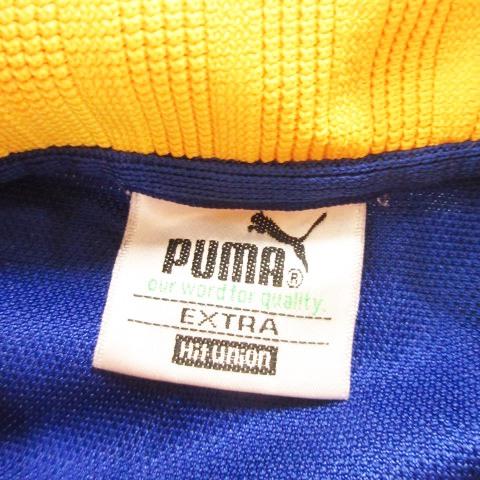 PUMA®
our word for quality.
EXTRA
Hit union